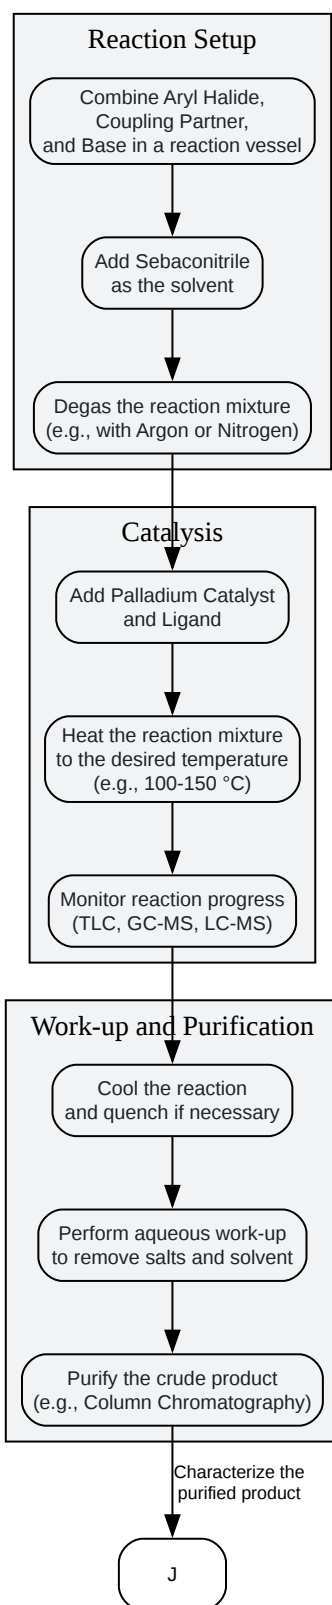 Reaction Setup
Combine Aryl Halide,
Coupling Partner,
and Base in a reaction vessel
Add Sebaconitrile
as the solvent
Degas the reaction mixture
(e.g., with Argon or Nitrogen)
Catalysis
Add Palladium Catalyst
and Ligand
Heat the reaction mixture
to the desired temperature
(e.g., 100-150 °C)
Monitor reaction progress
(TLC, GC-MS, LC-MS)
Work-up and Purification
Cool the reaction
and quench if necessary
Perform aqueous work-up
to remove salts and solvent
Purify the crude product
(e.g., Column Chromatography)
Characterize the
purified product
J